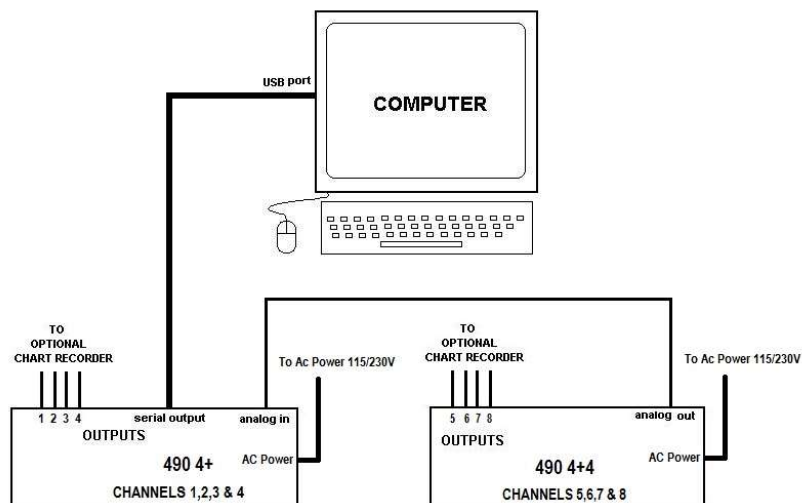 USB port
COMPUTER
TO
OPTIONAL
CHART RECORDER
TO
OPTIONAL
CHART RECORDER
To Ac Power 115/230V
To Ac Power 115/230V
1 2 3 4
serial output
analog in
5 6 7 8
analog out
OUTPUTS
AC Power
OUTPUTS
AC Power
490 4+
490 4+4
CHANNELS 1,2,3 & 4
CHANNELS 5,6,7 & 8